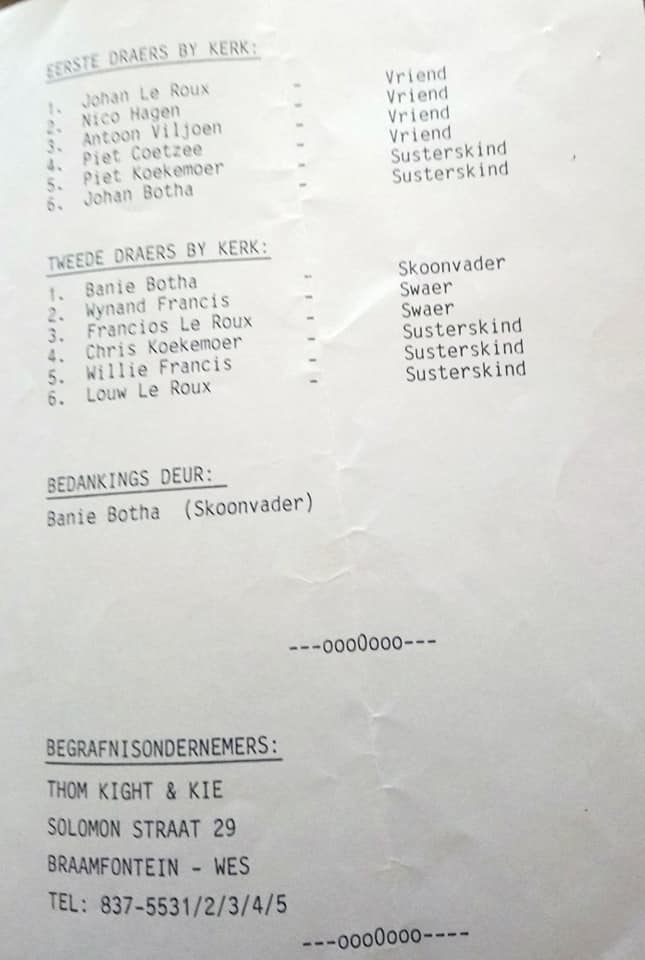 EERSTE DRAERS BY KERK:
1. Johan Le Roux - Vriend
2. Nico Hagen - Vriend
3. Antoon Viljoen - Vriend
4. Piet Coetzee - Vriend
5. Piet Koekemoer - Susterskind
6. Johan Botha - Susterskind
TWEEDE DRAERS BY KERK:
1. Banie Botha - Skoonvader
2. Wynand Francis - Swaer
3. Francios Le Roux - Swaer
4. Chris Koekemoer - Susterskind
5. Willie Francis - Susterskind
6. Louw Le Roux - Susterskind
BEDANKINGS DEUR:
Banie Botha (Skoonvader)
---ooo0ooo---
BEGRAFNISONDERNEMERS:
THOM KIGHT & KIE
SOLOMON STRAAT 29
BRAAMFONTEIN - WES
TEL: 837-5531/2/3/4/5
---ooo0ooo----